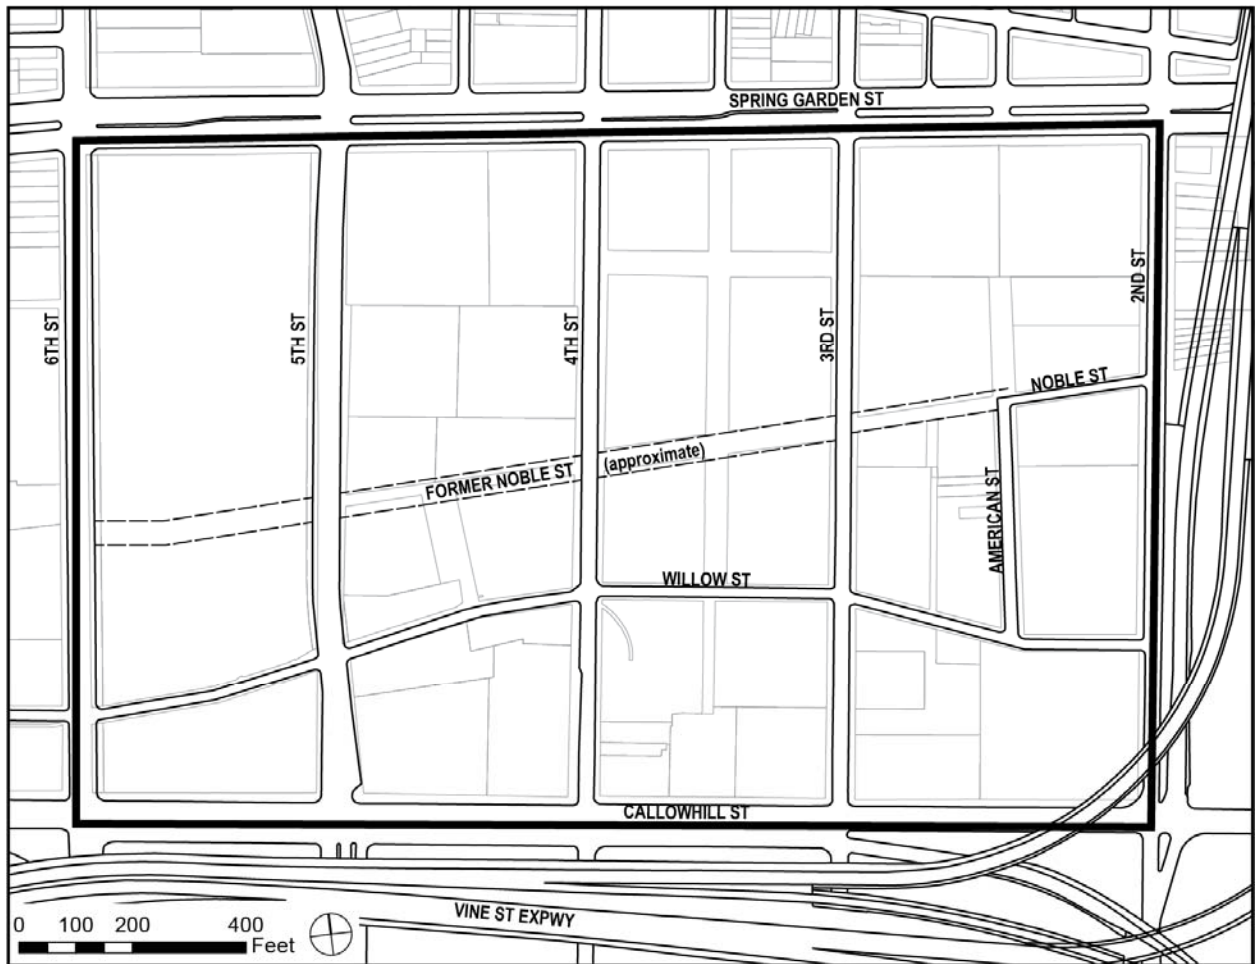 SPRING GARDEN ST
2ND ST
6TH ST
5TH ST
4TH ST
3RD ST
NOBLE ST
FORMER NOBLE ST (approximate)
AMERICAN ST
WILLOW ST
CALLOWHILL ST
VINE ST EXPWY
0 100 200 400
Feet